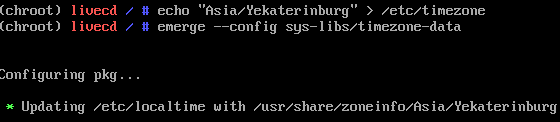 (chroot) livecd / # echo "Asia/Yekaterinburg" > /etc/timezone
(chroot) livecd / # emerge --config sys-libs/timezone-data
Configuring pkg...
* Updating /etc/localtime with /usr/share/zoneinfo/Asia/Yekaterinburg